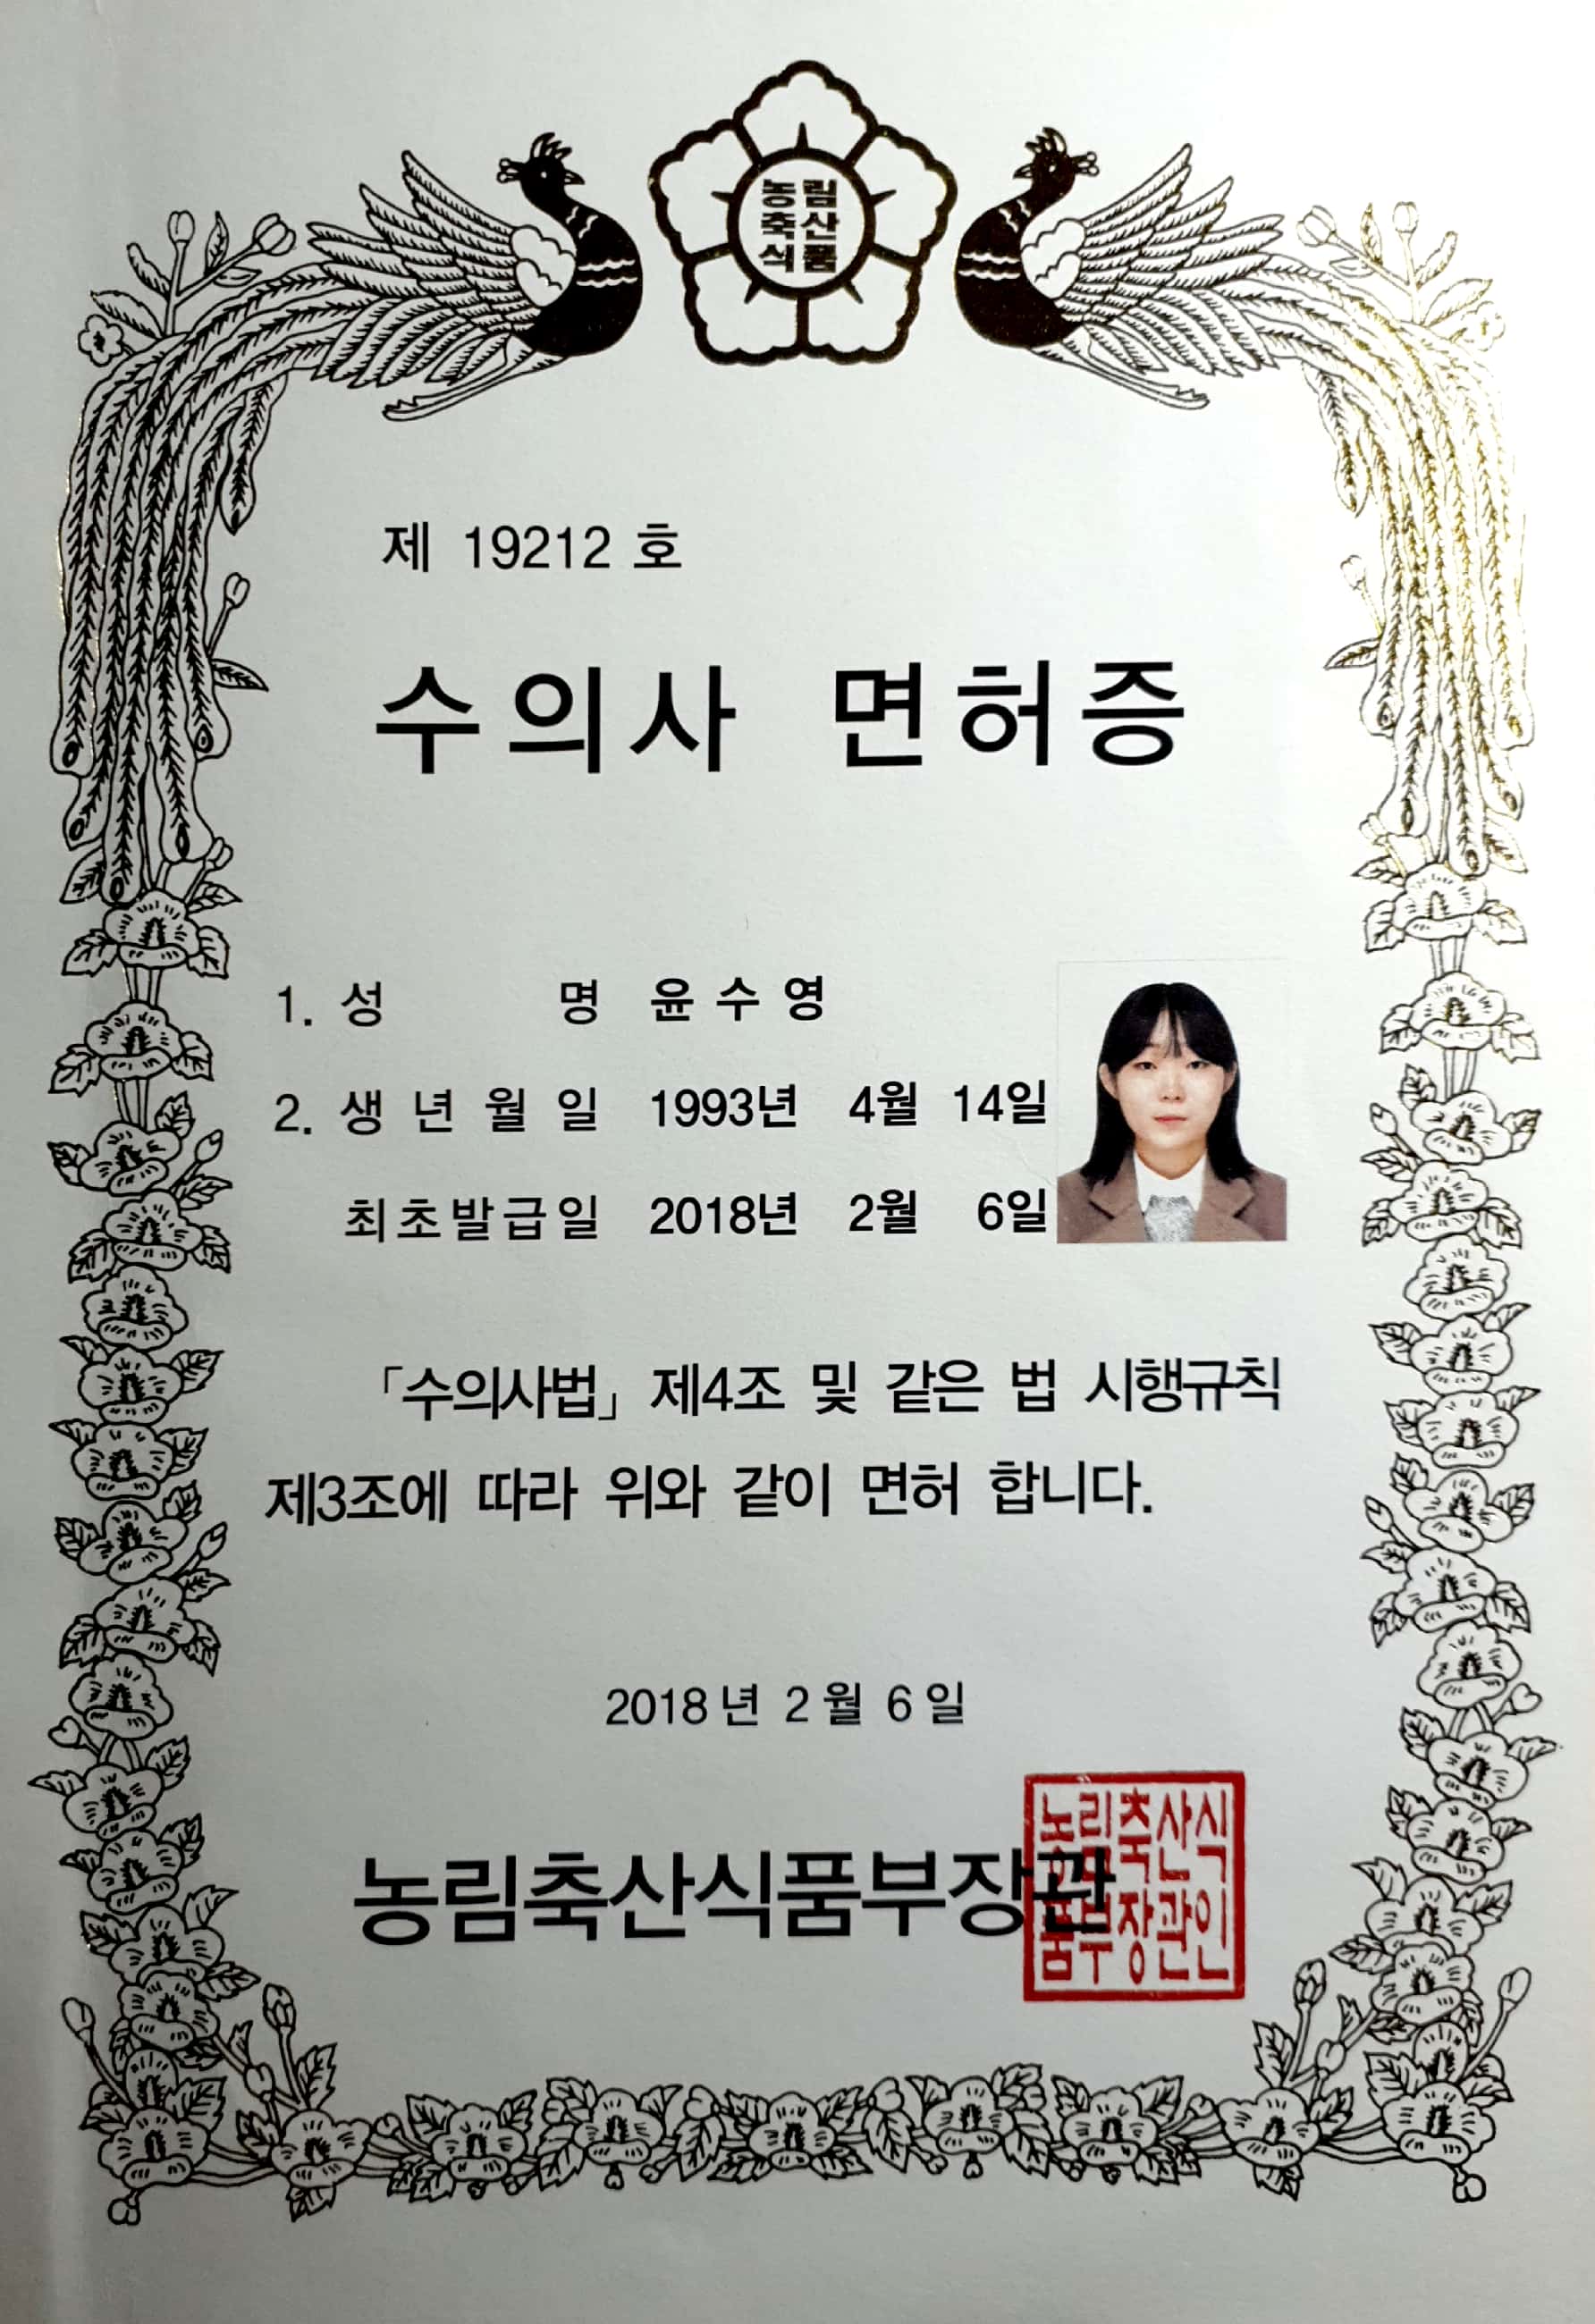 농림
축산
식품
제 19212 호
수의사 면허증
1. 성 명 윤 수 영
2. 생 년 월 일 1993년 4월 14일
최초발급일 2018년 2월 6일
「수의사법」 제4조 및 같은 법 시행규칙
제3조에 따라 위와 같이 면허 합니다.
2018 년 2 월 6 일
농림축산식품부장관
농림축산식
품부장관인